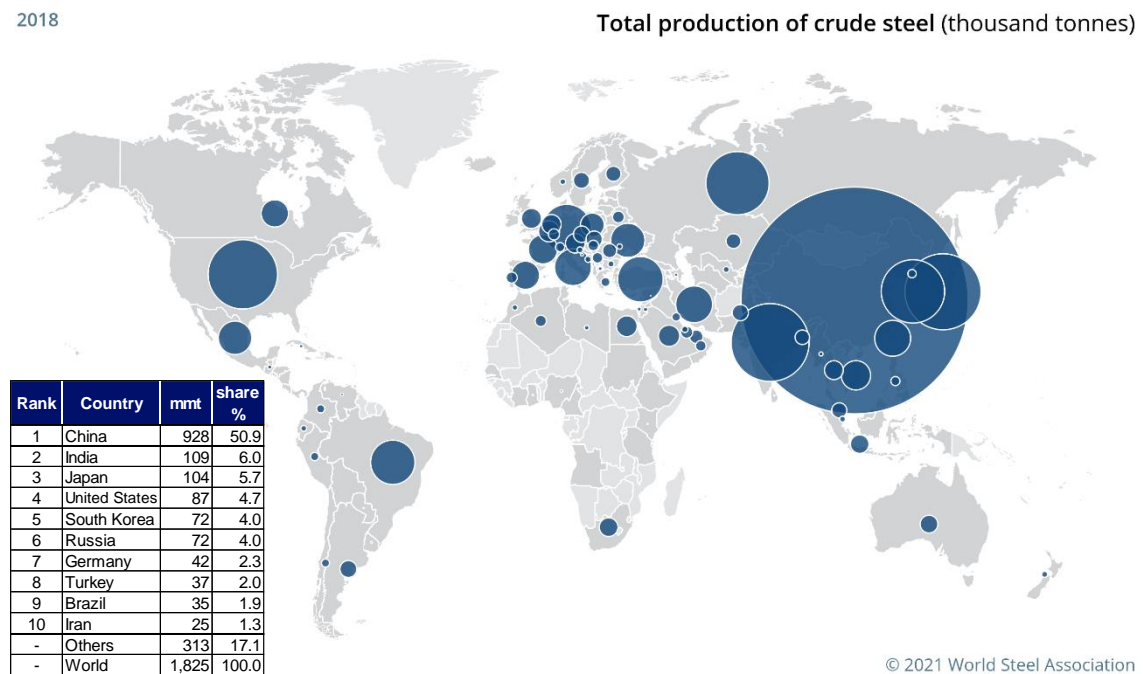 2018
Total production of crude steel (thousand tonnes)
Rank Country mmt share %
1 China 928 50.9
2 India 109 6.0
3 Japan 104 5.7
4 United States 87 4.7
5 South Korea 72 4.0
6 Russia 72 4.0
7 Germany 42 2.3
8 Turkey 37 2.0
9 Brazil 35 1.9
10 Iran 25 1.3
- Others 313 17.1
- World 1,825 100.0
© 2021 World Steel Association